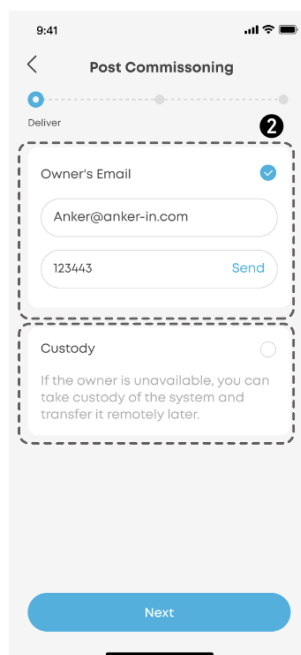 9:41
Post Commissoning
Deliver
2
Owner's Email
Anker@anker-in.com
123443 Send
Custody
If the owner is unavailable, you can
take custody of the system and
transfer it remotely later.
Next